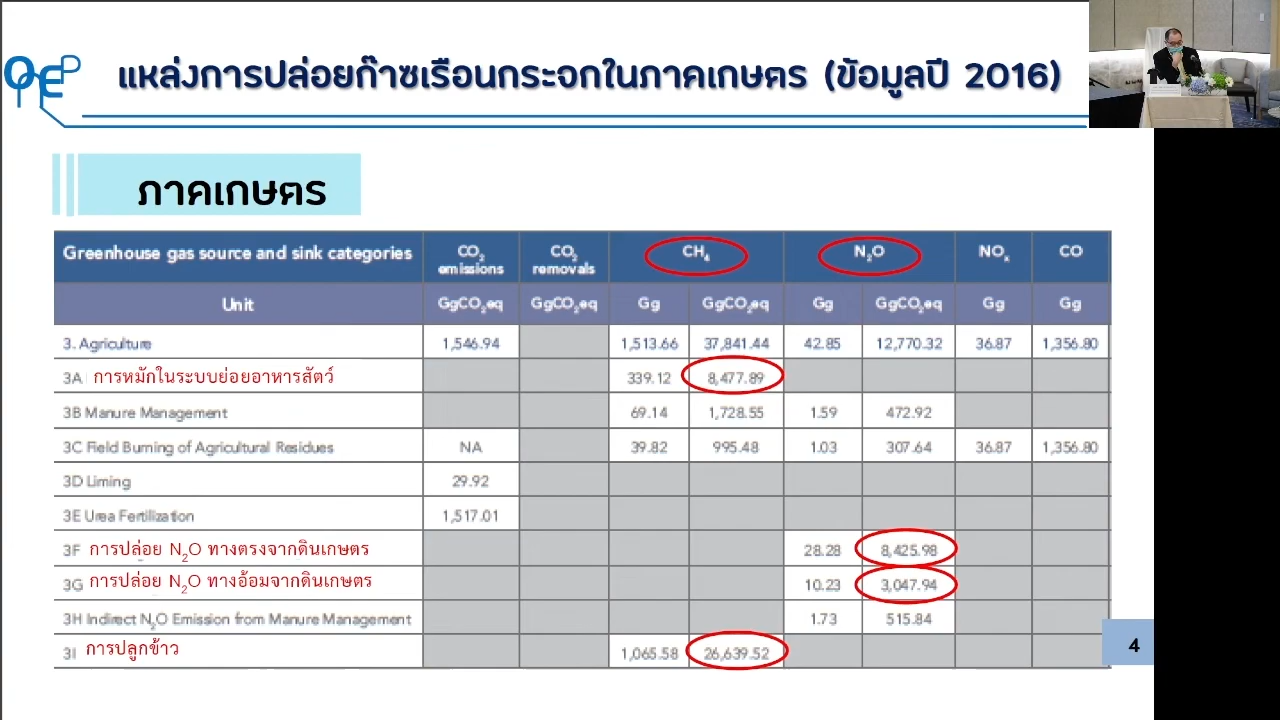 OAE
แหล่งการปล่อยก๊าซเรือนกระจกในภาคเกษตร (ข้อมูลปี 2016)
ภาคเกษตร
Greenhouse gas source and sink categories CO₂ emissions CO₂ removals CH₄ N₂O NOₓ CO
Unit GgCO₂eq GgCO₂eq Gg GgCO₂eq Gg GgCO₂eq Gg Gg
3. Agriculture 1,546.94 1,513.66 37,841.44 42.85 12,770.32 36.87 1,356.80
3A การหมักในระบบย่อยอาหารสัตว์ 339.12 8,477.89
3B Manure Management 69.14 1,728.55 1.59 472.92
3C Field Burning of Agricultural Residues NA 39.82 995.48 1.03 307.64 36.87 1,356.80
3D Liming 29.92
3E Urea Fertilization 1,517.01
3F การปล่อย N₂O ทางตรงจากดินเกษตร 28.28 8,425.98
3G การปล่อย N₂O ทางอ้อมจากดินเกษตร 10.23 3,047.94
3H Indirect N₂O Emission from Manure Management 1.73 515.84
3I การปลูกข้าว 1,065.58 26,639.52
4